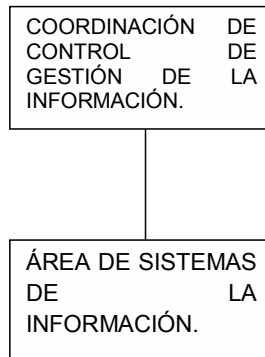 COORDINACIÓN DE
CONTROL DE
GESTIÓN DE LA
INFORMACIÓN.
ÁREA DE SISTEMAS
DE LA
INFORMACIÓN.